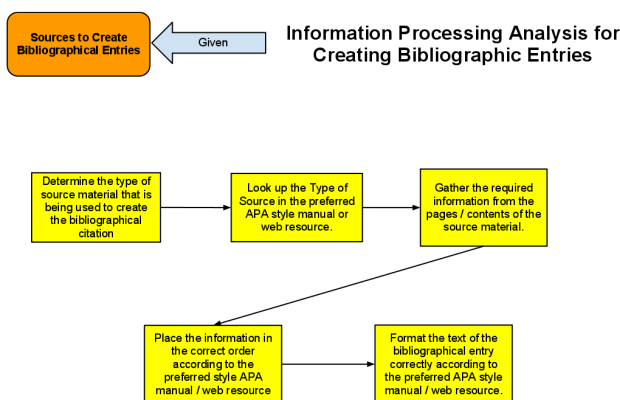 Sources to Create
Bibliographical Entries
Given
Information Processing Analysis for
Creating Bibliographic Entries
Determine the type of
source material that is
being used to create
the bibliographical
citation
Look up the Type of
Source in the preferred
APA style manual or
web resource.
Gather the required
information from the
pages / contents of the
source material.
Place the information in
the correct order
according to the
preferred style APA
manual / web resource
Format the text of the
bibliographical entry
correctly according to
the preferred APA style
manual / web resource.